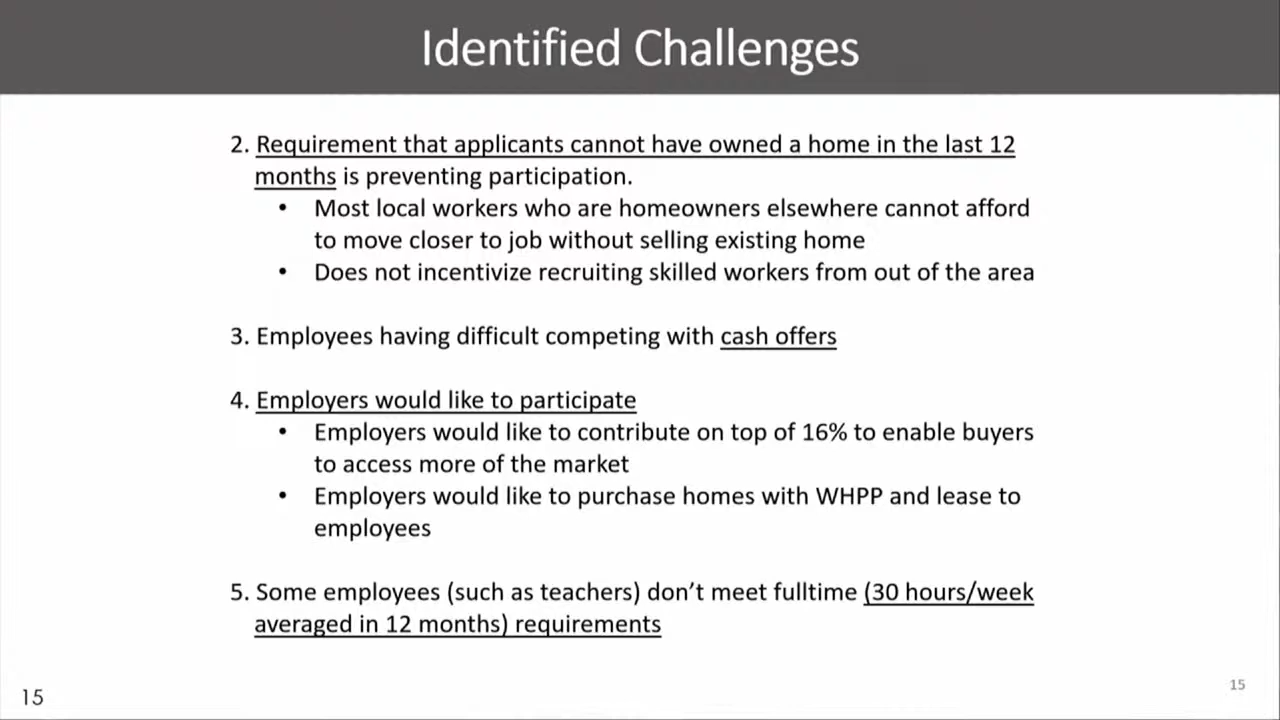 Identified Challenges
2. Requirement that applicants cannot have owned a home in the last 12
months is preventing participation.
• Most local workers who are homeowners elsewhere cannot afford
to move closer to job without selling existing home
• Does not incentivize recruiting skilled workers from out of the area
3. Employees having difficult competing with cash offers
4. Employers would like to participate
• Employers would like to contribute on top of 16% to enable buyers
to access more of the market
• Employers would like to purchase homes with WHPP and lease to
employees
5. Some employees (such as teachers) don’t meet fulltime (30 hours/week
averaged in 12 months) requirements
15
15